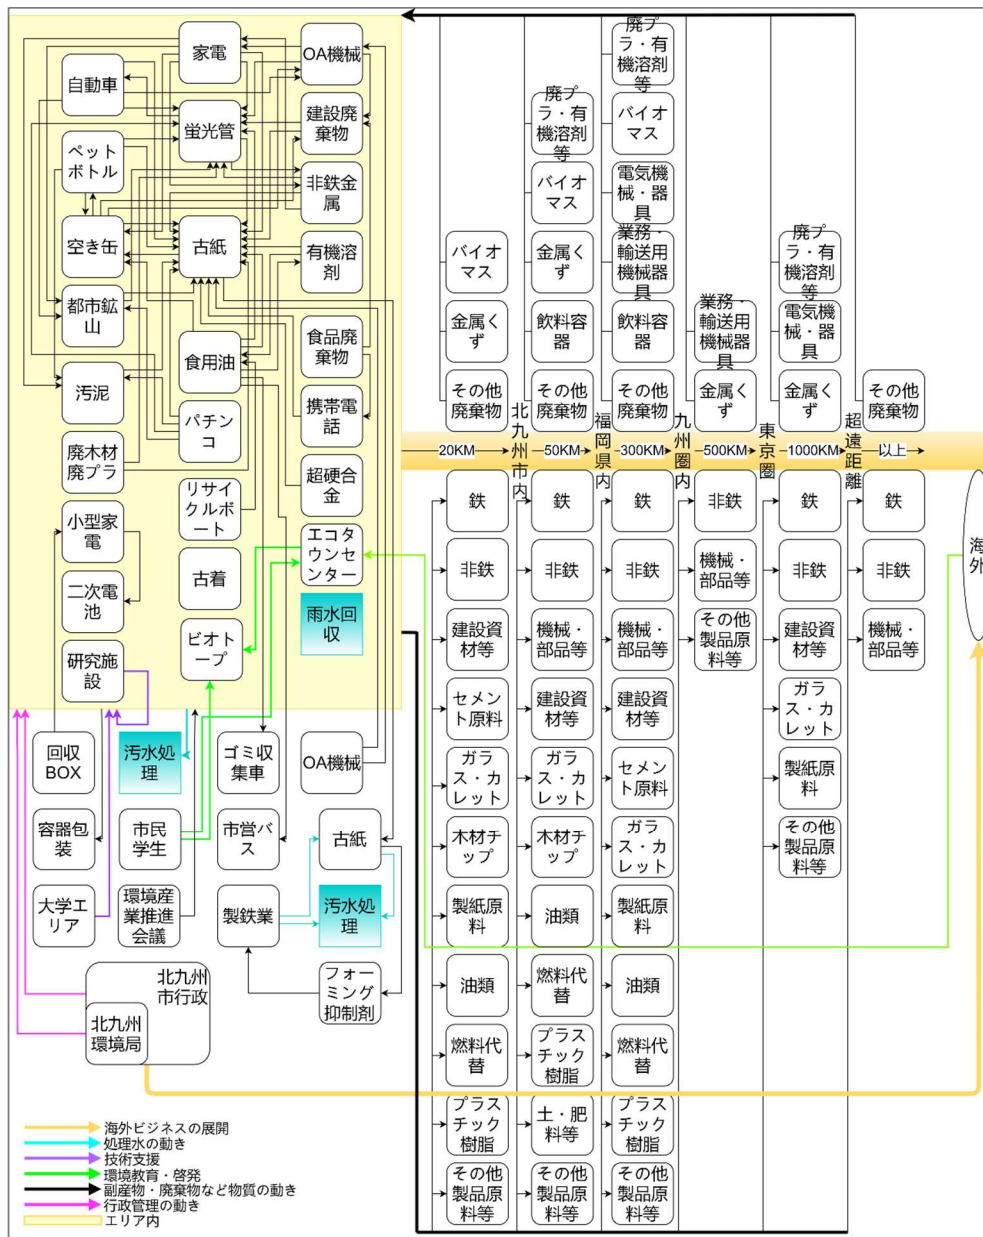 家電
OA機械
自動車
蛍光管
建設廃
棄物
ペット
ボトル
非鉄金
属
空き缶
古紙
有機溶
剤
都市鉱
山
食用油
食品廃
棄物
汚泥
パチン
コ
携帯電
話
廃木材
廃プラ
リサイ
クルポート
超硬合
金
小型家
電
エコタ
ウンセ
ンター
古着
二次電
池
雨水回
収
ビオト
ープ
研究施
設
回収
BOX
汚水処
理
ゴミ収
集車
OA機械
容器包
装
市民
学生
市営バ
ス
古紙
大学エ
リア
環境産
業推進
会議
製鉄業
汚水処
理
北九州
市行政
北九州
環境局
フォー
ミング
抑制剤
海外ビジネスの展開
処理水の動き
技術支援
環境教育・啓発
副産物・廃棄物など物質の動き
行政管理の動き
エリア内
バイオ
マス
金属く
ず
その他
廃棄物
20KM
鉄
非鉄
建設資
材等
セメン
ト原料
ガラ
ス・カ
レット
木材チ
ップ
製紙原
料
油類
燃料代
替
プラス
チック
樹脂
その他
製品原
料等
北九州市内
廃プ
ラ・有
機溶剤
等
バイオ
マス
金属く
ず
飲料容
器
その他
廃棄物
50KM
鉄
非鉄
機械・
部品等
建設資
材等
ガラ
ス・カ
レット
木材チ
ップ
油類
燃料代
替
プラス
チック
樹脂
土・肥
料等
その他
製品原
料等
福岡県内
廃プ
ラ・有
機溶剤
等
バイオ
マス
電気機
械・器
具
業務・
輸送用
機械器
具
飲料容
器
その他
廃棄物
300KM
鉄
非鉄
機械・
部品等
建設資
材等
セメン
ト原料
ガラ
ス・カ
レット
製紙原
料
油類
燃料代
替
プラス
チック
樹脂
その他
製品原
料等
九州圏内
業務・
輸送用
機械器
具
金属く
ず
500KM
非鉄
機械・
部品等
その他
製品原
料等
東京圏
廃プ
ラ・有
機溶剤
等
電気機
械・器
具
金属く
ず
1000KM
鉄
非鉄
建設資
材等
ガラ
ス・カ
レット
製紙原
料
その他
製品原
料等
超遠距離
その他
廃棄物
以上
鉄
非鉄
機械・
部品等
海外